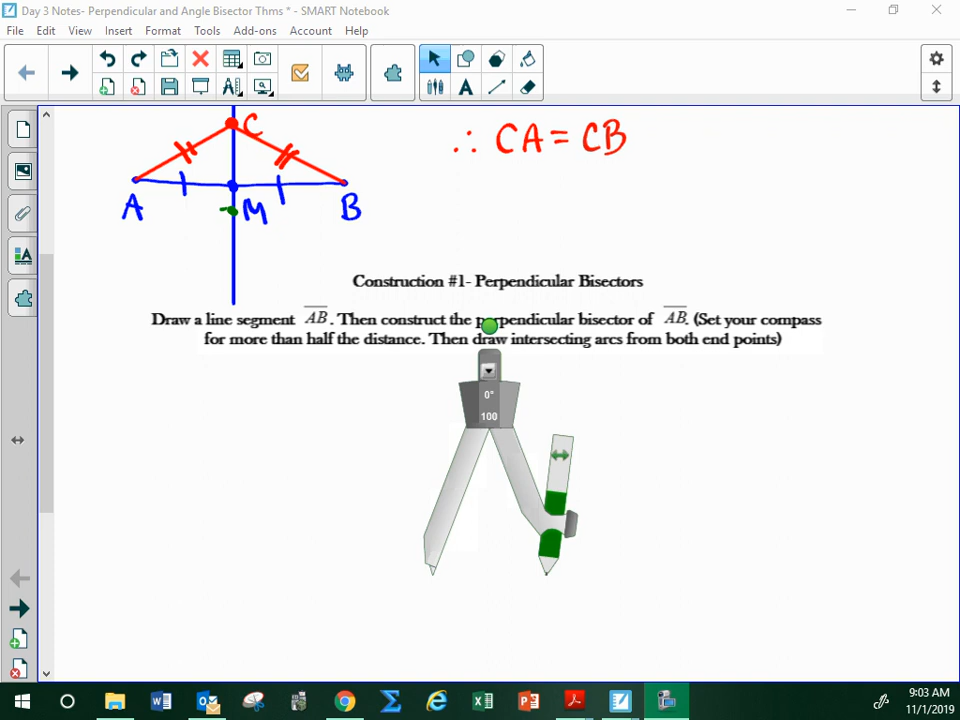 Day 3 Notes- Perpendicular and Angle Bisector Thms * - SMART Notebook
File Edit View Insert Format Tools Add-ons Account Help
C
∴ CA = CB
A M B
Construction #1- Perpendicular Bisectors
Draw a line segment AB. Then construct the perpendicular bisector of AB. (Set your compass
for more than half the distance. Then draw intersecting arcs from both end points)
0°
100
9:03 AM
11/1/2019